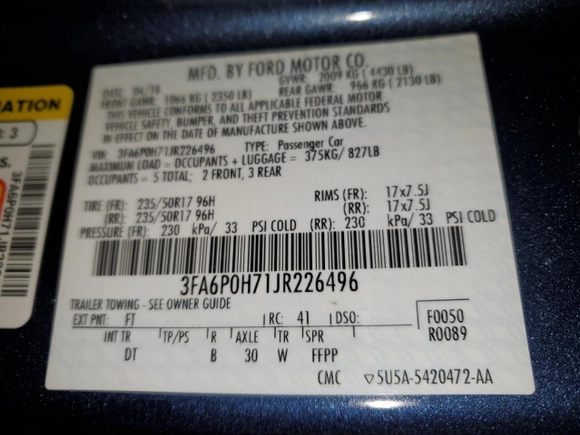 MFD. BY FORD MOTOR CO.
DATE: 04/18 GVWR: 2009 KG (4430 LB)
FRONT GAWR: 1066 KG (2350 LB) REAR GAWR: 966 KG (2130 LB)
THIS VEHICLE CONFORMS TO ALL APPLICABLE FEDERAL MOTOR
VEHICLE SAFETY, BUMPER, AND THEFT PREVENTION STANDARDS
IN EFFECT ON THE DATE OF MANUFACTURE SHOWN ABOVE.
VIN: 3FA6P0H71JR226496 TYPE: Passenger Car
MAXIMUM LOAD = OCCUPANTS + LUGGAGE = 375KG/ 827LB
OCCUPANTS = 5 TOTAL; 2 FRONT, 3 REAR
TIRE (FR): 235/50R17 96H RIMS (FR): 17x7.5J
(RR): 235/50R17 96H (RR): 17x7.5J
PRESSURE (FR): 230 kPa/ 33 PSI COLD (RR): 230 kPa/ 33 PSI COLD
3FA6P0H71JR226496
TRAILER TOWING - SEE OWNER GUIDE
EXT PNT: FT RC: 41 DSO: F0050
R0089
INT TR TP/PS R AXLE TR SPR
DT B 30 W FFPP
CMC ▽5U5A-5420472-AA
MATION
: 3
S.